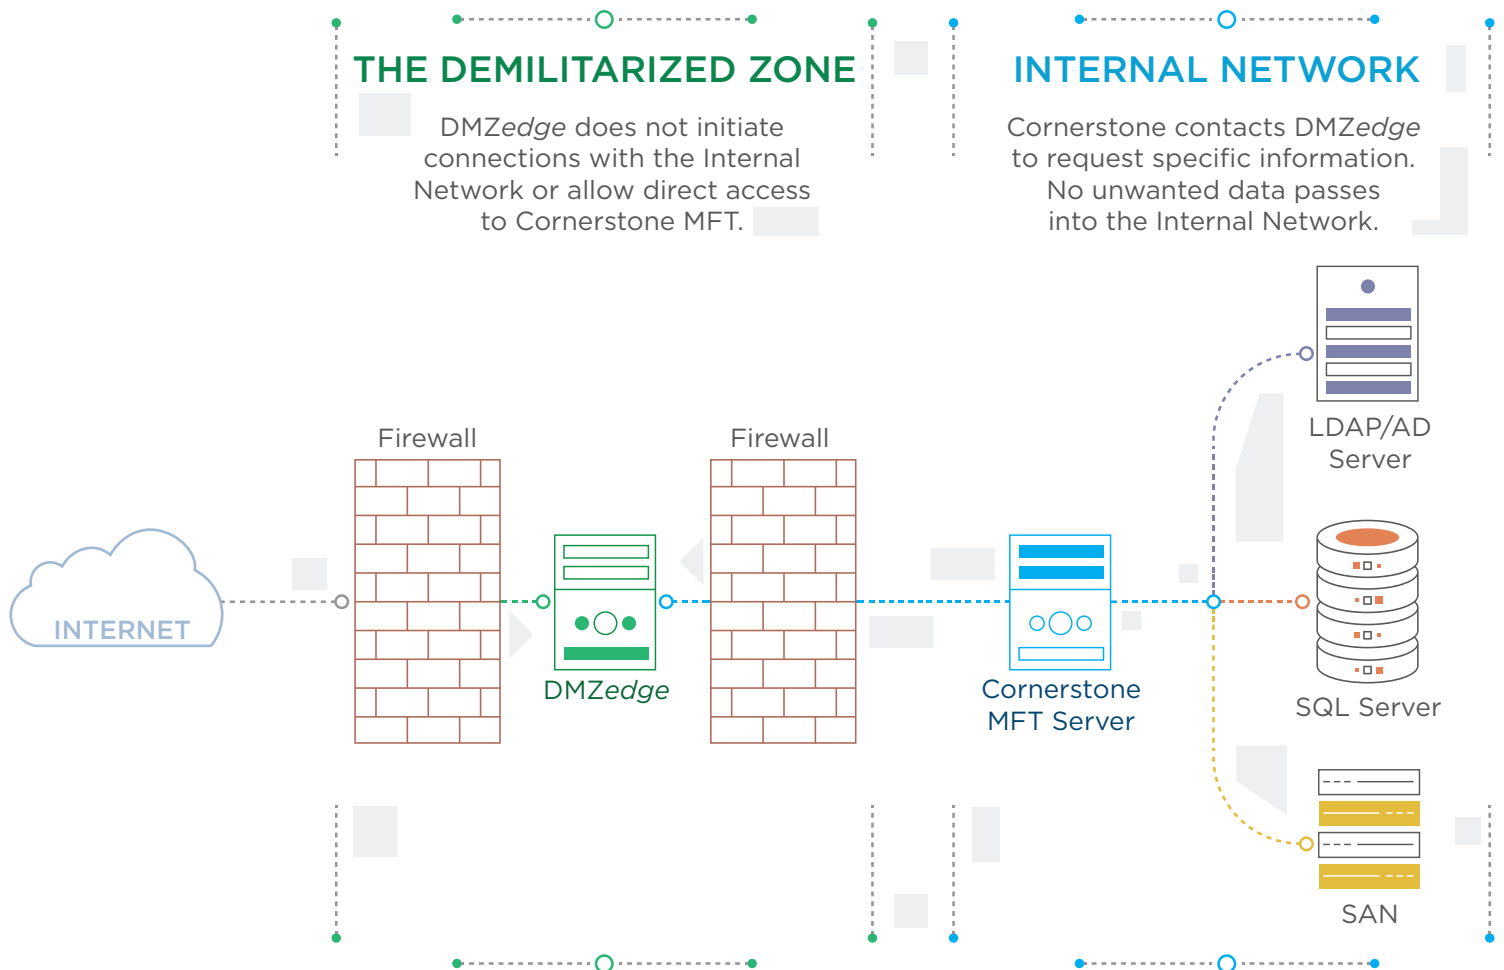 THE DEMILITARIZED ZONE
DMZedge does not initiate
connections with the Internal
Network or allow direct access
to Cornerstone MFT.
INTERNAL NETWORK
Cornerstone contacts DMZedge
to request specific information.
No unwanted data passes
into the Internal Network.
Firewall
Firewall
LDAP/AD
Server
INTERNET
DMZedge
Cornerstone
MFT Server
SQL Server
SAN